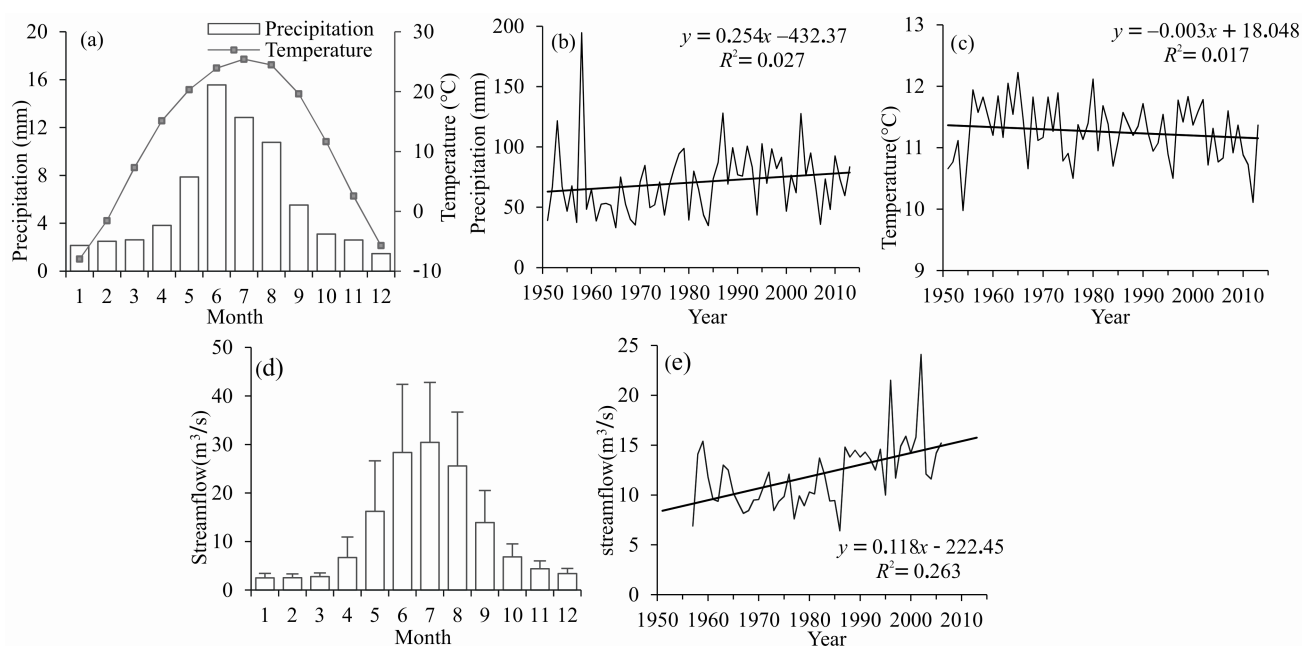 (a)
Precipitation
Temperature
20
16
12
8
4
0
Precipitation (mm)
30
20
10
0
-10
Temperature (°C)
1 2 3 4 5 6 7 8 9 10 11 12
Month
(b)
y = 0.254x −432.37
R²= 0.027
200
150
100
50
0
Precipitation (mm)
1950 1960 1970 1980 1990 2000 2010
Year
(c)
y = −0.003x + 18.048
R²= 0.017
13
12
11
10
9
Temperature(°C)
1950 1960 1970 1980 1990 2000 2010
Year
(d)
50
40
30
20
10
0
Streamflow(m³/s)
1 2 3 4 5 6 7 8 9 10 11 12
Month
(e)
25
20
15
10
5
0
streamflow(m³/s)
y = 0.118x - 222.45
R²= 0.263
1950 1960 1970 1980 1990 2000 2010
Year